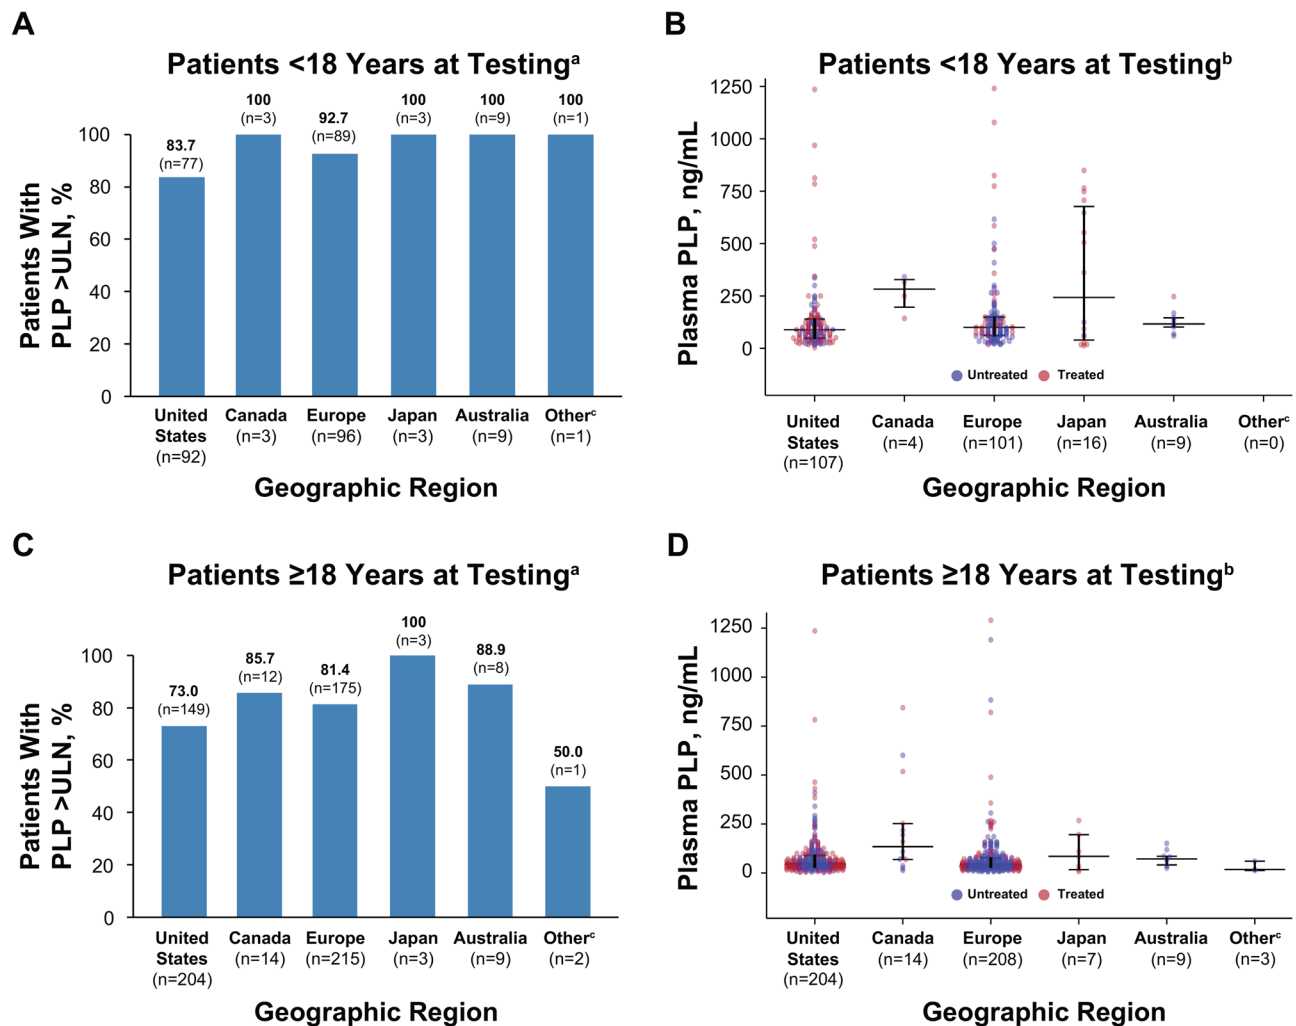 A
Patients <18 Years at Testingᵃ
Patients With
PLP >ULN, %
100
80
60
40
20
0
83.7
(n=77)
100
(n=3)
92.7
(n=89)
100
(n=3)
100
(n=9)
100
(n=1)
United
States
(n=92)
Canada
(n=3)
Europe
(n=96)
Japan
(n=3)
Australia
(n=9)
Otherᶜ
(n=1)
Geographic Region
B
Patients <18 Years at Testingᵇ
Plasma PLP, ng/mL
1250
1000
750
500
250
0
Untreated
Treated
United
States
(n=107)
Canada
(n=4)
Europe
(n=101)
Japan
(n=16)
Australia
(n=9)
Otherᶜ
(n=0)
Geographic Region
C
Patients ≥18 Years at Testingᵃ
Patients With
PLP >ULN, %
100
80
60
40
20
0
73.0
(n=149)
85.7
(n=12)
81.4
(n=175)
100
(n=3)
88.9
(n=8)
50.0
(n=1)
United
States
(n=204)
Canada
(n=14)
Europe
(n=215)
Japan
(n=3)
Australia
(n=9)
Otherᶜ
(n=2)
Geographic Region
D
Patients ≥18 Years at Testingᵇ
Plasma PLP, ng/mL
1250
1000
750
500
250
0
Untreated
Treated
United
States
(n=204)
Canada
(n=14)
Europe
(n=208)
Japan
(n=7)
Australia
(n=9)
Otherᶜ
(n=3)
Geographic Region